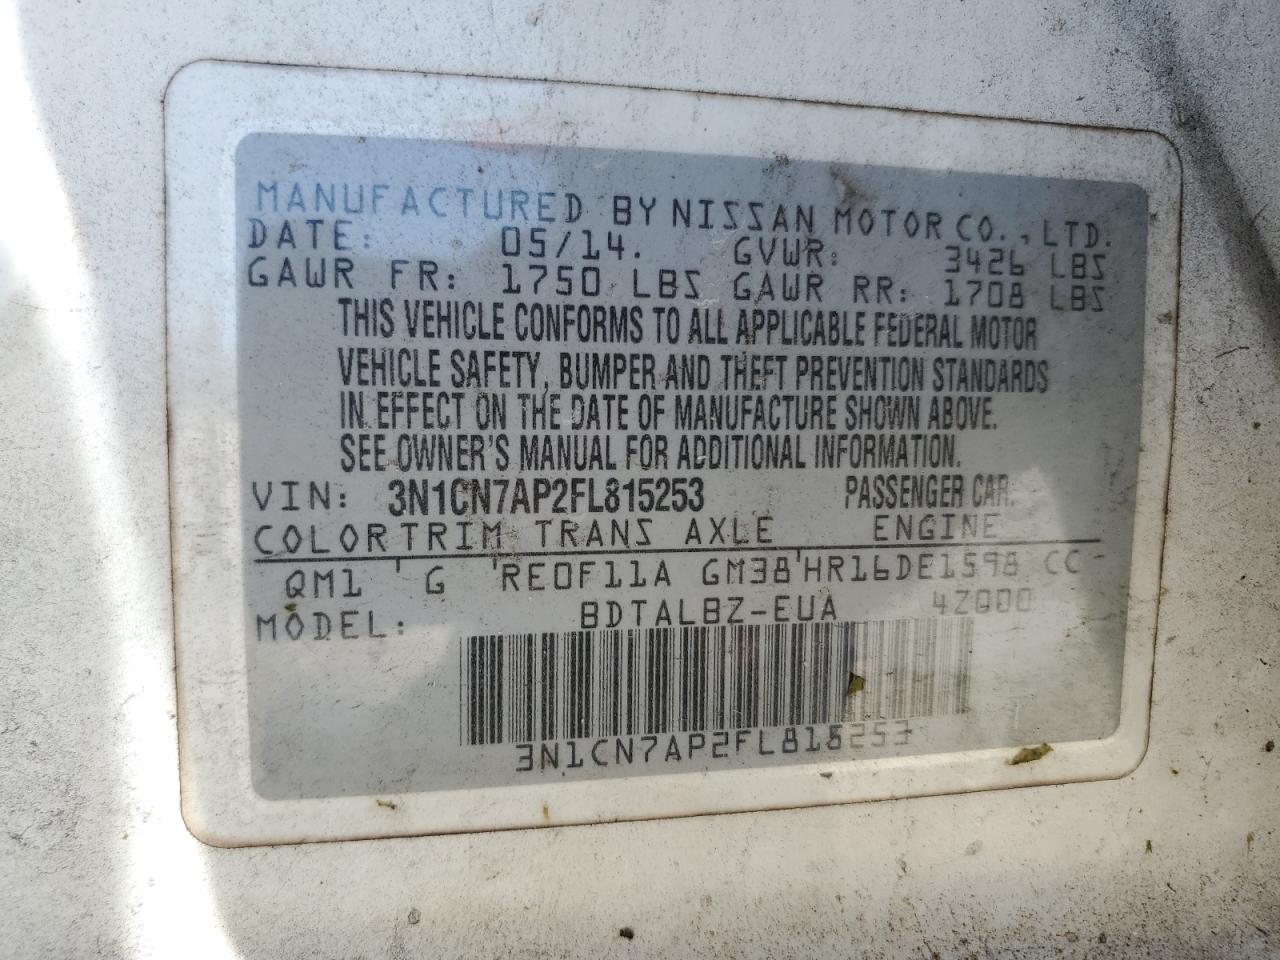 MANUFACTURED BY NISSAN MOTOR CO., LTD.
DATE: 05/14. GVWR: 3426 LBS
GAWR FR: 1750 LBS GAWR RR: 1708 LBS
THIS VEHICLE CONFORMS TO ALL APPLICABLE FEDERAL MOTOR
VEHICLE SAFETY, BUMPER AND THEFT PREVENTION STANDARDS
IN EFFECT ON THE DATE OF MANUFACTURE SHOWN ABOVE.
SEE OWNER'S MANUAL FOR ADDITIONAL INFORMATION.
VIN: 3N1CN7AP2FL815253 PASSENGER CAR.
COLOR TRIM TRANS AXLE ENGINE
QM1 G RE0F11A GM38 HR16DE1598 CC
MODEL: BDTALBZ-EUA 4Z000
3N1CN7AP2FL815253